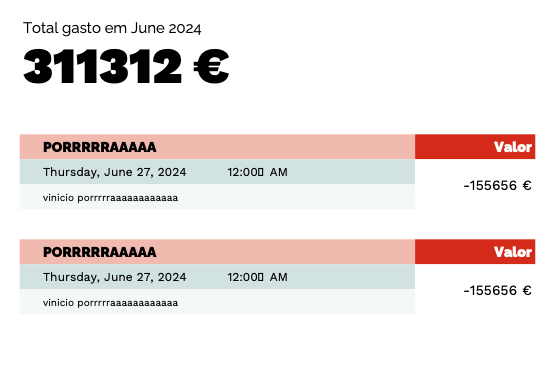 Total gasto em June 2024
311312 €
PORRRRRAAAAA Valor
Thursday, June 27, 2024 12:00▯ AM
-155656 €
vinicio porrrrraaaaaaaaaaaa
PORRRRRAAAAA Valor
Thursday, June 27, 2024 12:00▯ AM
-155656 €
vinicio porrrrraaaaaaaaaaaa